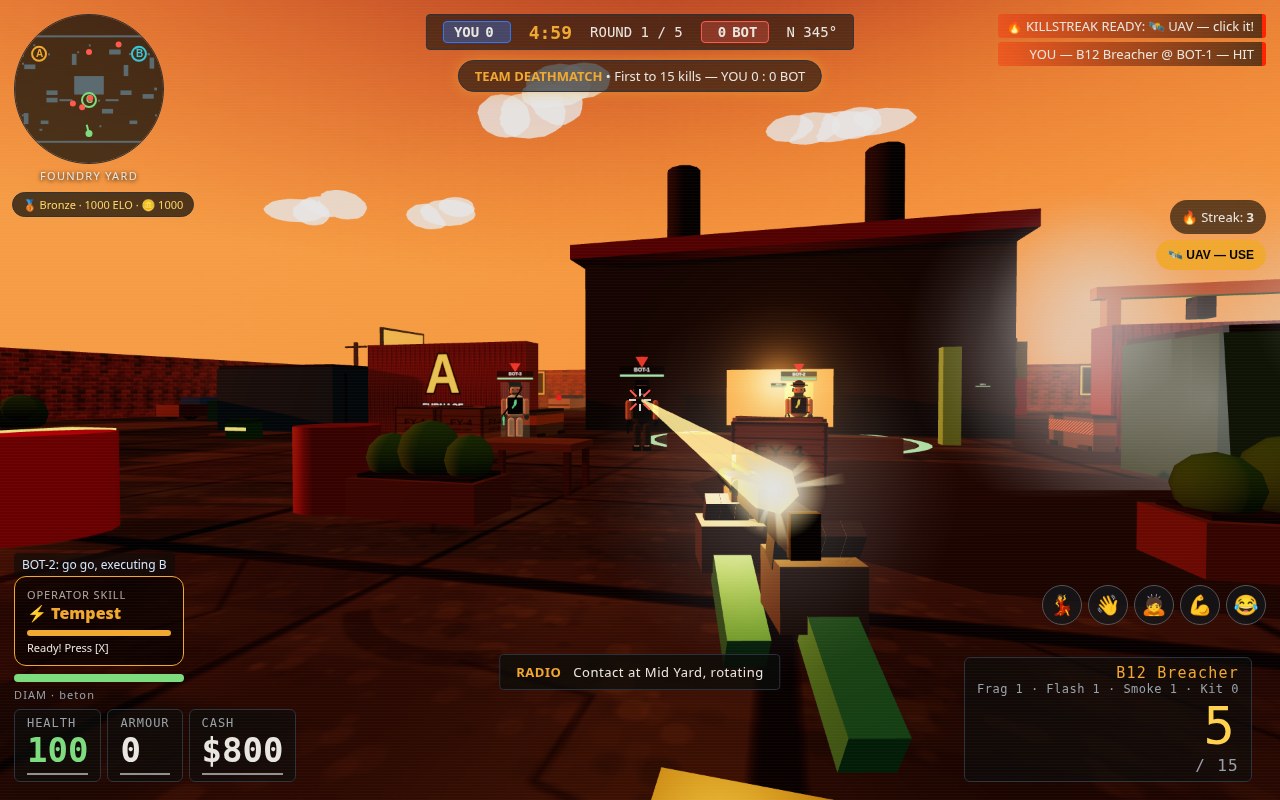 YOU 0 4:59 ROUND 1 / 5 0 BOT N 345°
TEAM DEATHMATCH • First to 15 kills — YOU 0 : 0 BOT
🔥 KILLSTREAK READY: 🛰️ UAV — click it!
YOU — B12 Breacher @ BOT-1 — HIT
A
B
FOUNDRY YARD
🥉 Bronze · 1000 ELO · 🪙 1000
🔥 Streak: 3
🛰️ UAV — USE
A
BOT-1
BOT-2: go go, executing B
OPERATOR SKILL
⚡ Tempest
Ready! Press [X]
DIAM · beton
HEALTH
100
ARMOUR
0
CASH
$800
RADIO Contact at Mid Yard, rotating
B12 Breacher
Frag 1 · Flash 1 · Smoke 1 · Kit 0
5
/ 15